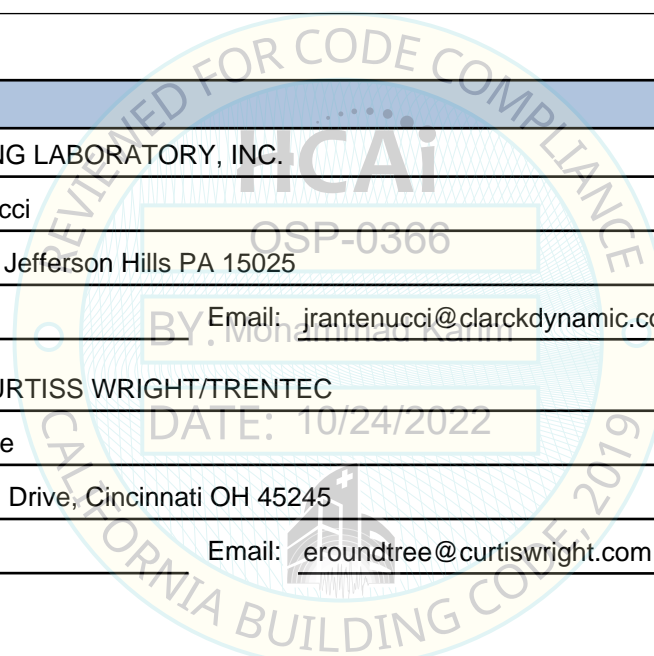 REVIEWED FOR CODE COMPLIANCE
HCAi
NG LABORATORY, INC.
cci
OSP-0366
Jefferson Hills PA 15025
BY: Mohammad Karim
Email: jrantenucci@clarckdynamic.co
URTISS WRIGHT/TRENTEC
DATE: 10/24/2022
e
Drive, Cincinnati OH 45245
Email: eroundtree@curtiswright.com
CALIFORNIA BUILDING CODE, 2019